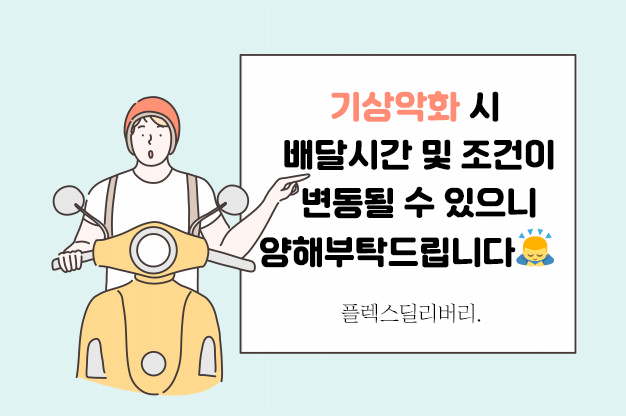 기상악화 시
배달시간 및 조건이
변동될 수 있으니
양해부탁드립니다🙇
플렉스딜리버리.